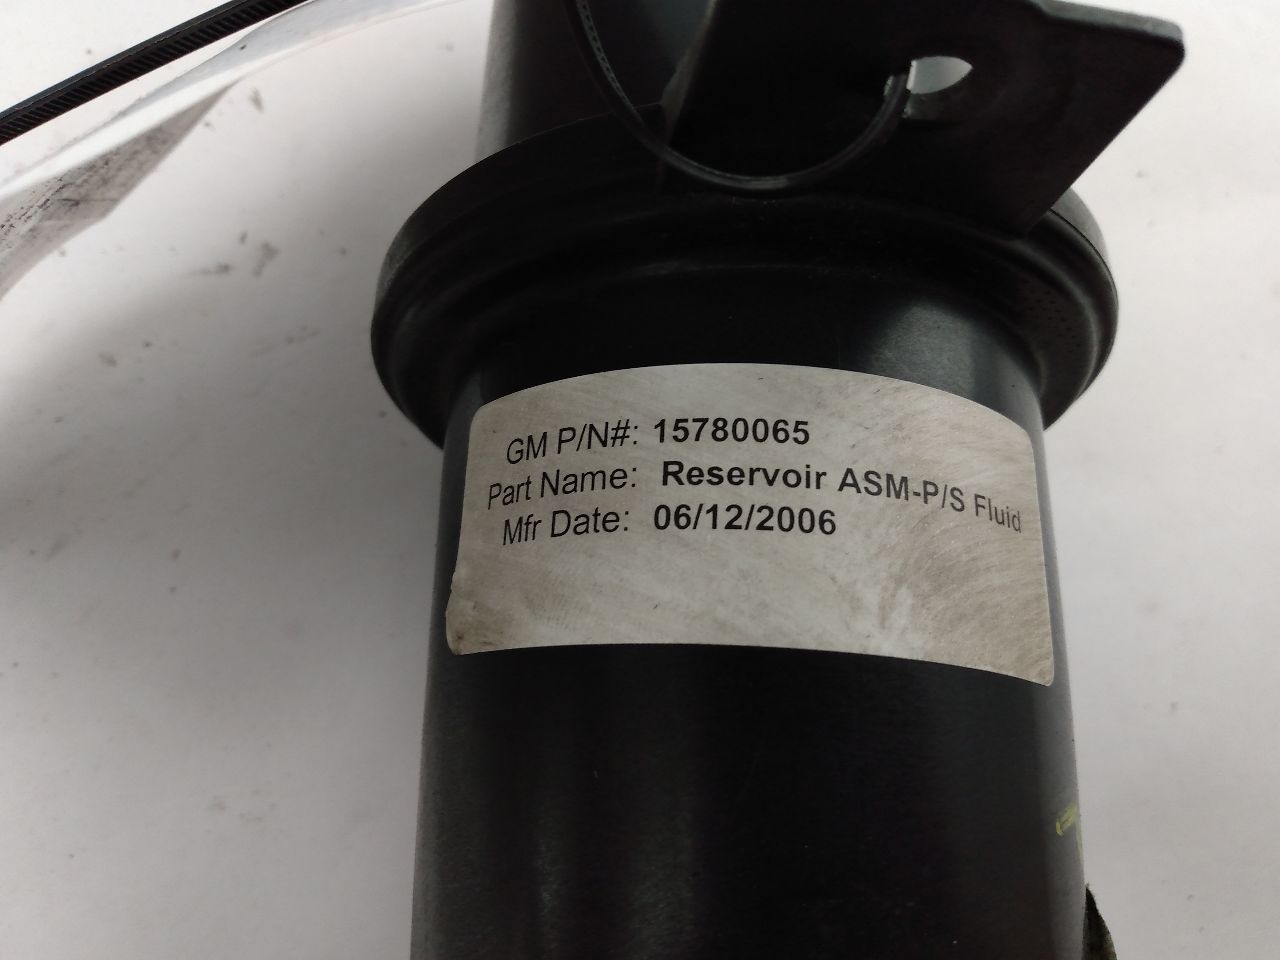 GM P/N#: 15780065
Part Name: Reservoir ASM-P/S Fluid
Mfr Date: 06/12/2006